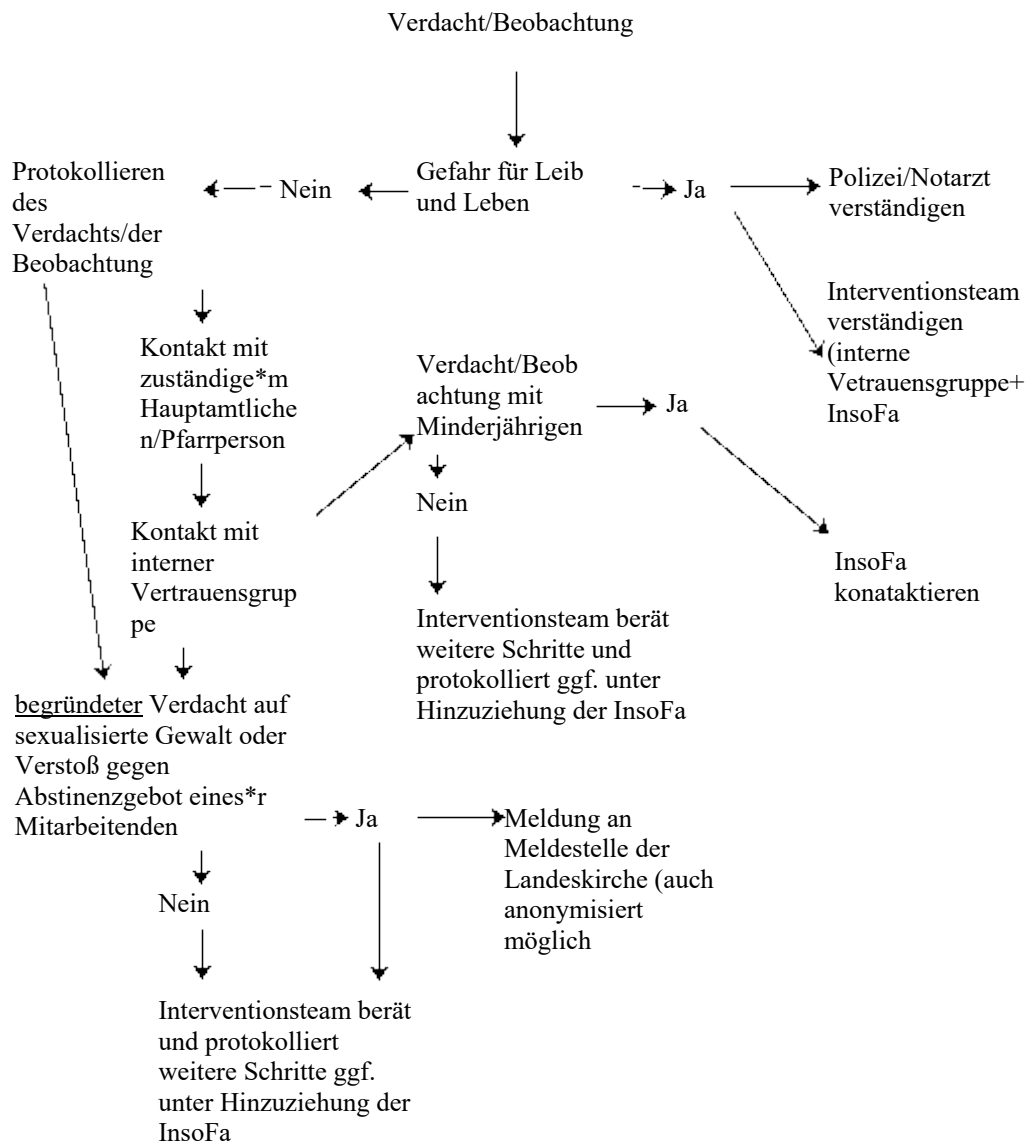 Verdacht/Beobachtung
Gefahr für Leib
und Leben
Nein
Ja
Protokollieren
des
Verdachts/der
Beobachtung
Polizei/Notarzt
verständigen
Interventionsteam
verständigen
(interne
Vetrauensgruppe+
InsoFa
Kontakt mit
zuständige*m
Hauptamtliche
n/Pfarrperson
Verdacht/Beob
achtung mit
Minderjährigen
Ja
Nein
Kontakt mit
interner
Vertrauensgrup
pe
InsoFa
konataktieren
Interventionsteam berät
weitere Schritte und
protokolliert ggf. unter
Hinzuziehung der InsoFa
begründeter Verdacht auf
sexualisierte Gewalt oder
Verstoß gegen
Abstinenzgebot eines*r
Mitarbeitenden
Ja
Meldung an
Meldestelle der
Landeskirche (auch
anonymisiert
möglich
Nein
Interventionsteam berät
und protokolliert
weitere Schritte ggf.
unter Hinzuziehung der
InsoFa